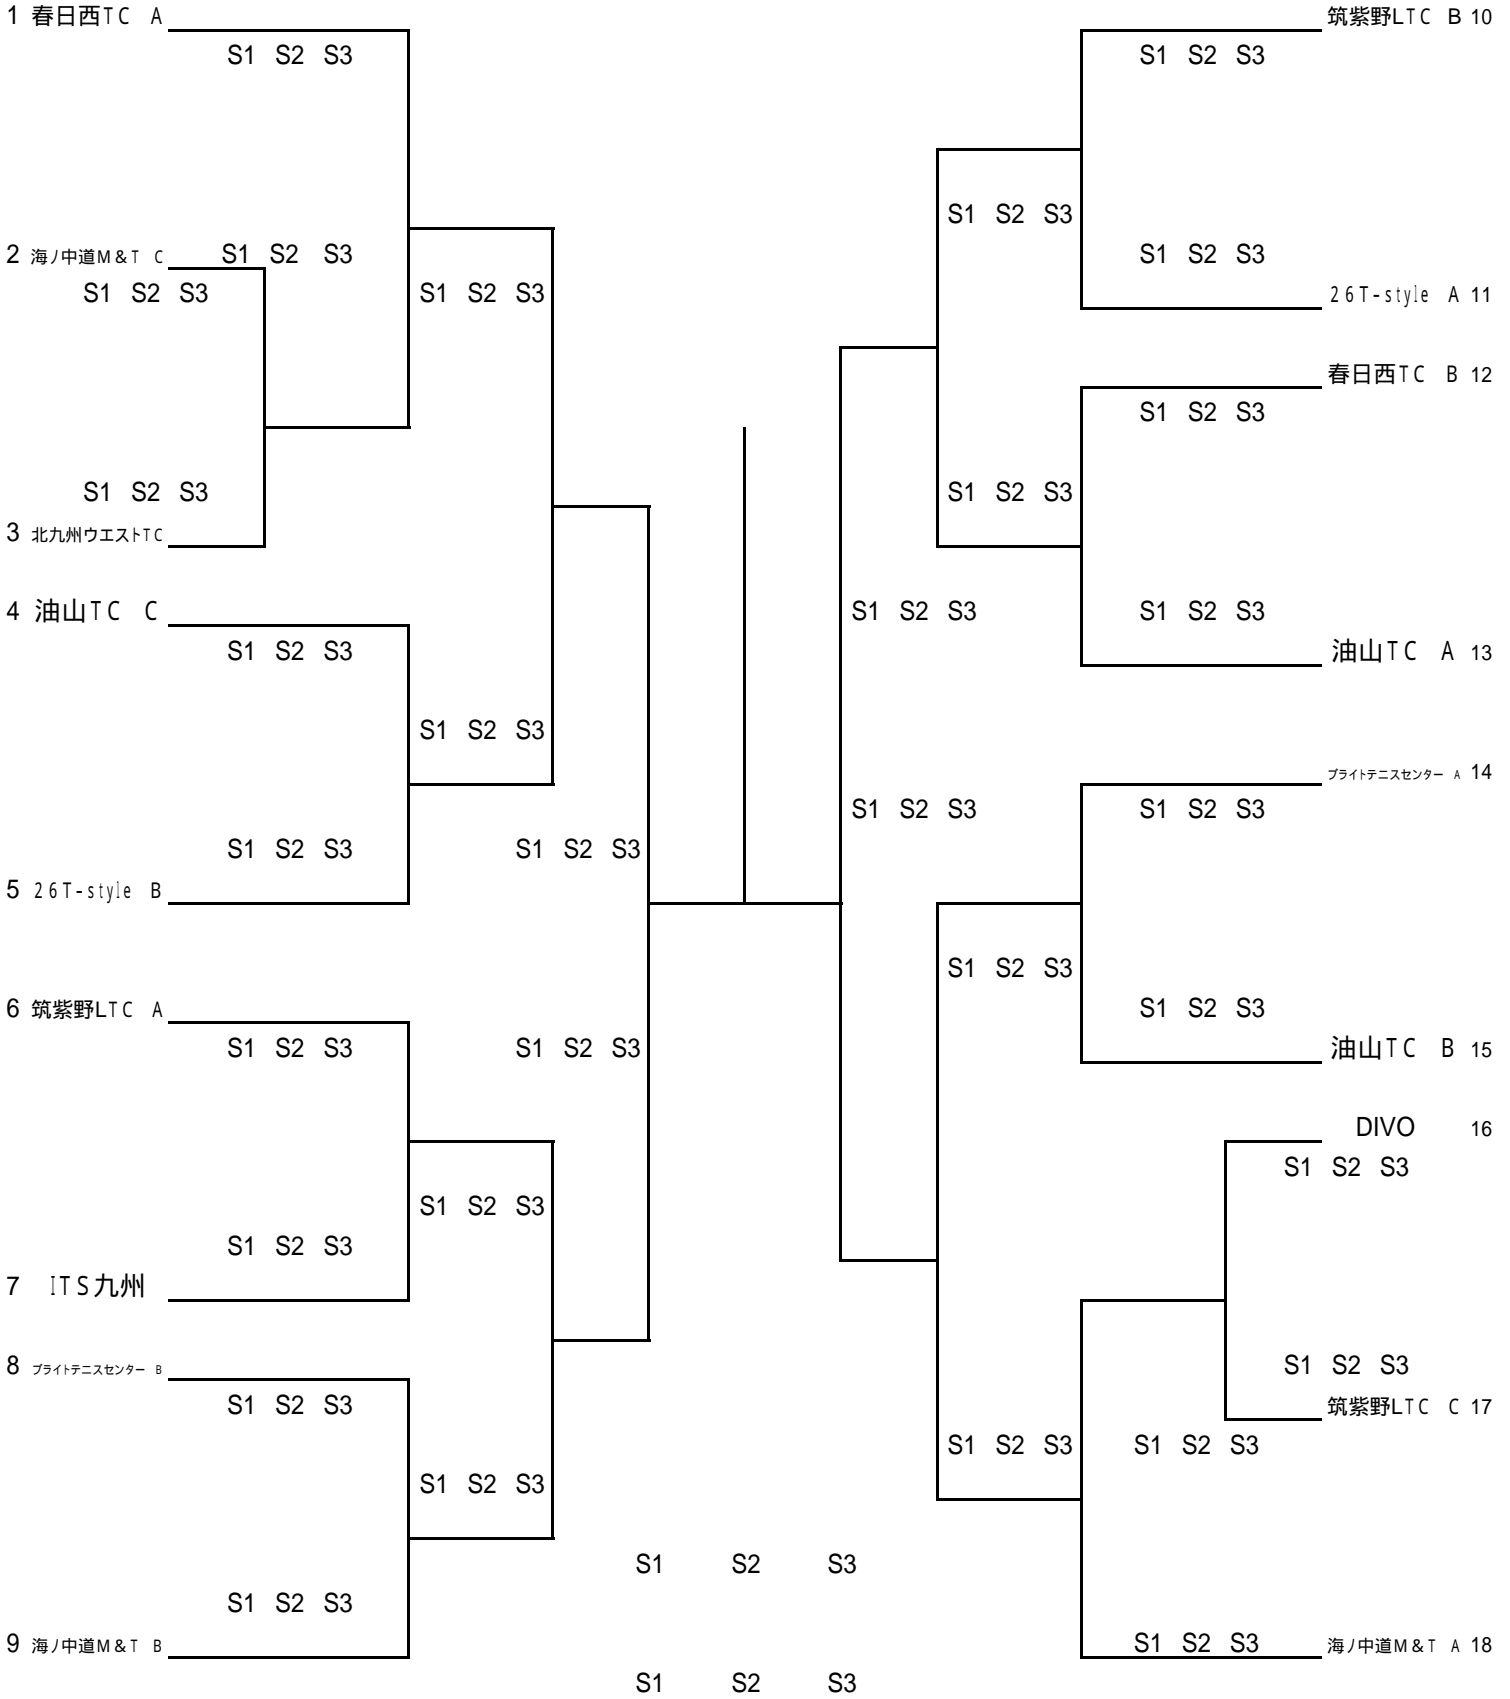 1 春日西TC A
筑紫野LTC B 10
S1 S2 S3
S1 S2 S3
S1 S2 S3
2 海ノ中道M&T C
S1 S2 S3
S1 S2 S3
S1 S2 S3
S1 S2 S3
26T-style A 11
春日西TC B 12
S1 S2 S3
S1 S2 S3
S1 S2 S3
3 北九州ウエストTC
4 油山TC C
S1 S2 S3
S1 S2 S3
S1 S2 S3
油山TC A 13
S1 S2 S3
ブライトテニスセンター A 14
S1 S2 S3
S1 S2 S3
S1 S2 S3
S1 S2 S3
5 26T-style B
S1 S2 S3
6 筑紫野LTC A
S1 S2 S3
S1 S2 S3
S1 S2 S3
油山TC B 15
DIVO 16
S1 S2 S3
S1 S2 S3
S1 S2 S3
7 ITS九州
8 ブライトテニスセンター B
S1 S2 S3
S1 S2 S3
筑紫野LTC C 17
S1 S2 S3
S1 S2 S3
S1 S2 S3
S1 S2 S3
S1 S2 S3
9 海ノ中道M&T B
S1 S2 S3
海ノ中道M&T A 18
S1 S2 S3